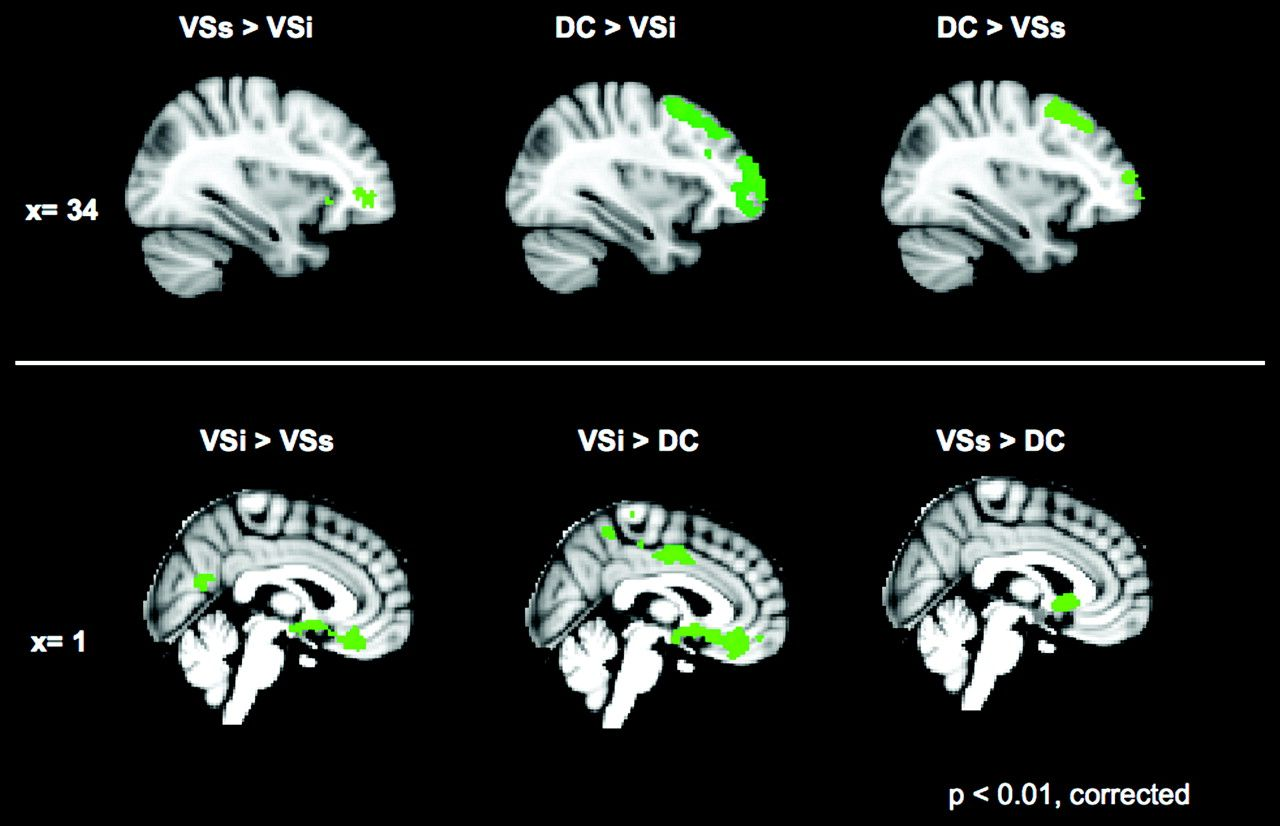 VSs > VSi
DC > VSi
DC > VSs
x= 34
VSi > VSs
VSi > DC
VSs > DC
x= 1
p < 0.01, corrected